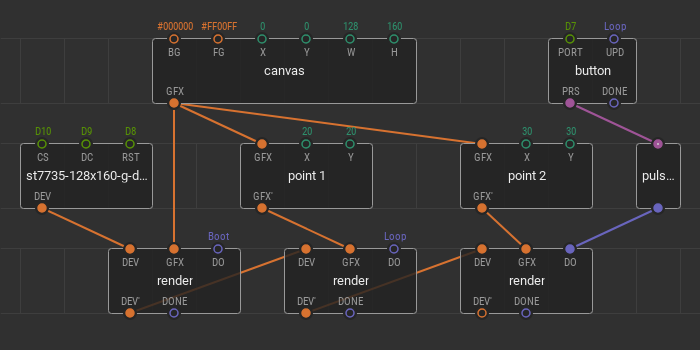 #000000 #FF00FF 0 0 128 160 D7 Loop
BG FG X Y W H PORT UPD
canvas button
GFX PRS DONE
D10 D9 D8 20 20 30 30
CS DC RST GFX X Y GFX X Y
st7735-128x160-g-d... point 1 point 2 puls...
DEV GFX' GFX'
Boot Loop
DEV GFX DO DEV GFX DO DEV GFX DO
render render render
DEV' DONE DEV' DONE DEV' DONE